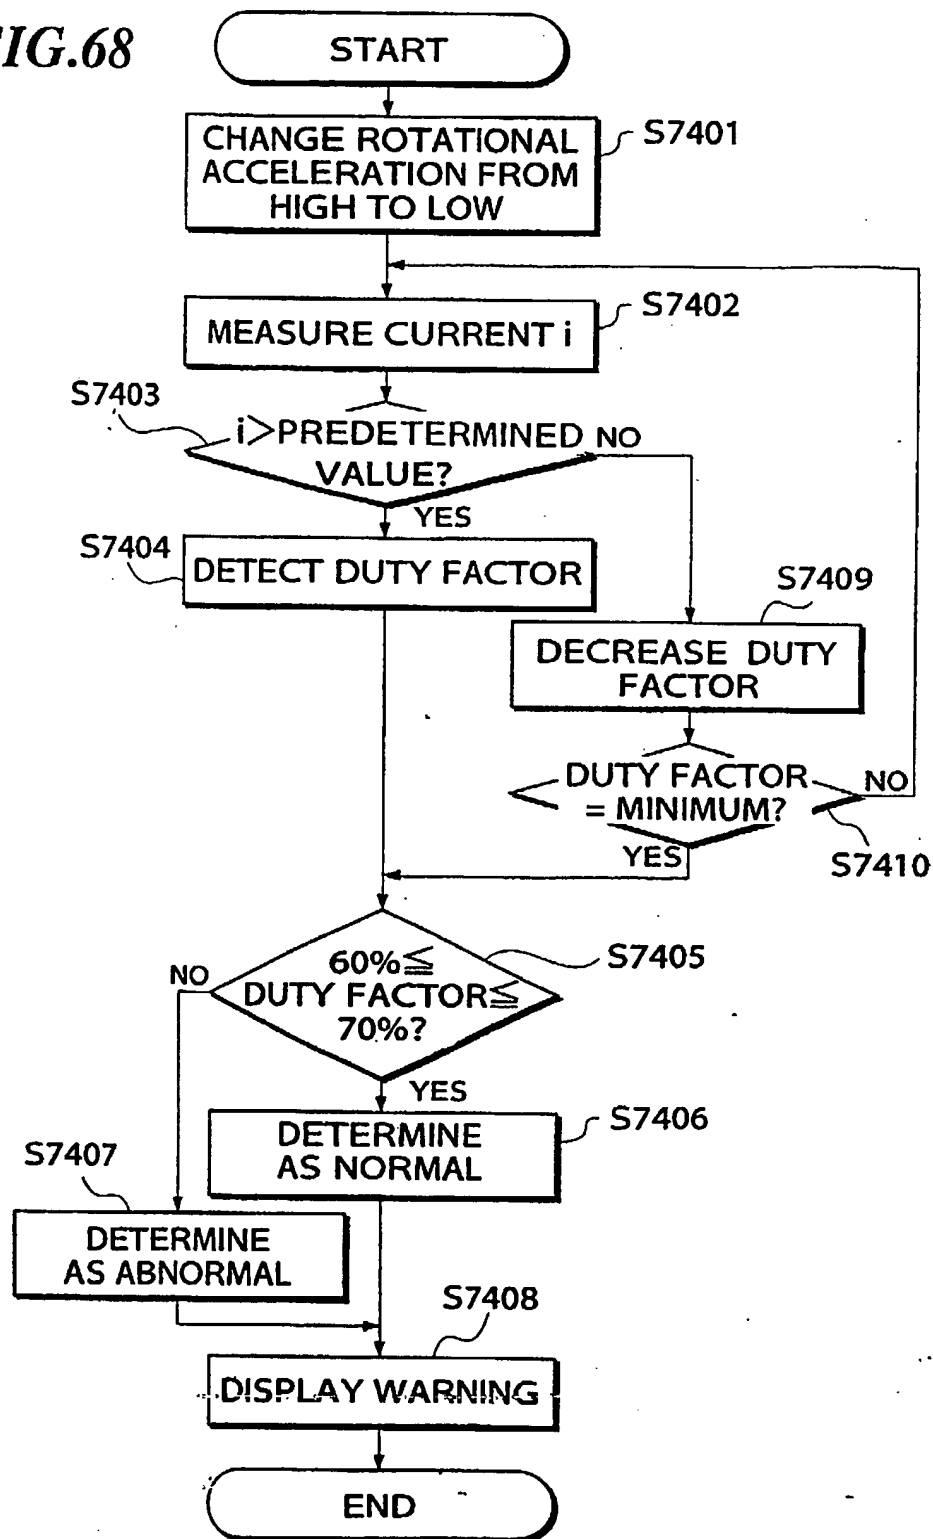 FIG.68
START
CHANGE ROTATIONAL
ACCELERATION FROM
HIGH TO LOW
S7401
MEASURE CURRENT i
S7402
S7403
i>PREDETERMINED
VALUE?
NO
YES
S7404
DETECT DUTY FACTOR
S7409
DECREASE DUTY
FACTOR
DUTY FACTOR
= MINIMUM?
NO
YES
S7410
60%≦
DUTY FACTOR≦
70%?
S7405
NO
YES
DETERMINE
AS NORMAL
S7406
S7407
DETERMINE
AS ABNORMAL
S7408
DISPLAY WARNING
END